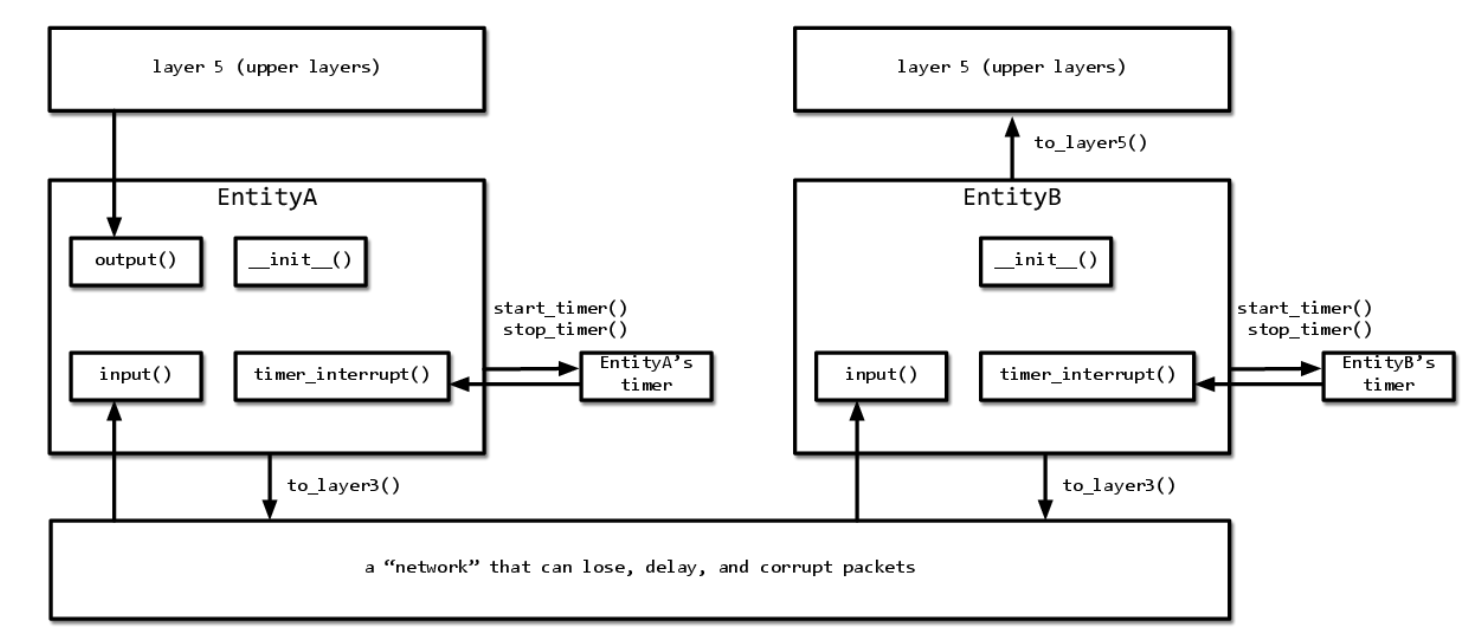 layer 5 (upper layers)
layer 5 (upper layers)
to_layer5()
EntityA
EntityB
output()
__init__()
__init__()
start_timer()
stop_timer()
start_timer()
stop_timer()
input()
timer_interrupt()
EntityA’s
timer
input()
timer_interrupt()
EntityB’s
timer
to_layer3()
to_layer3()
a “network” that can lose, delay, and corrupt packets